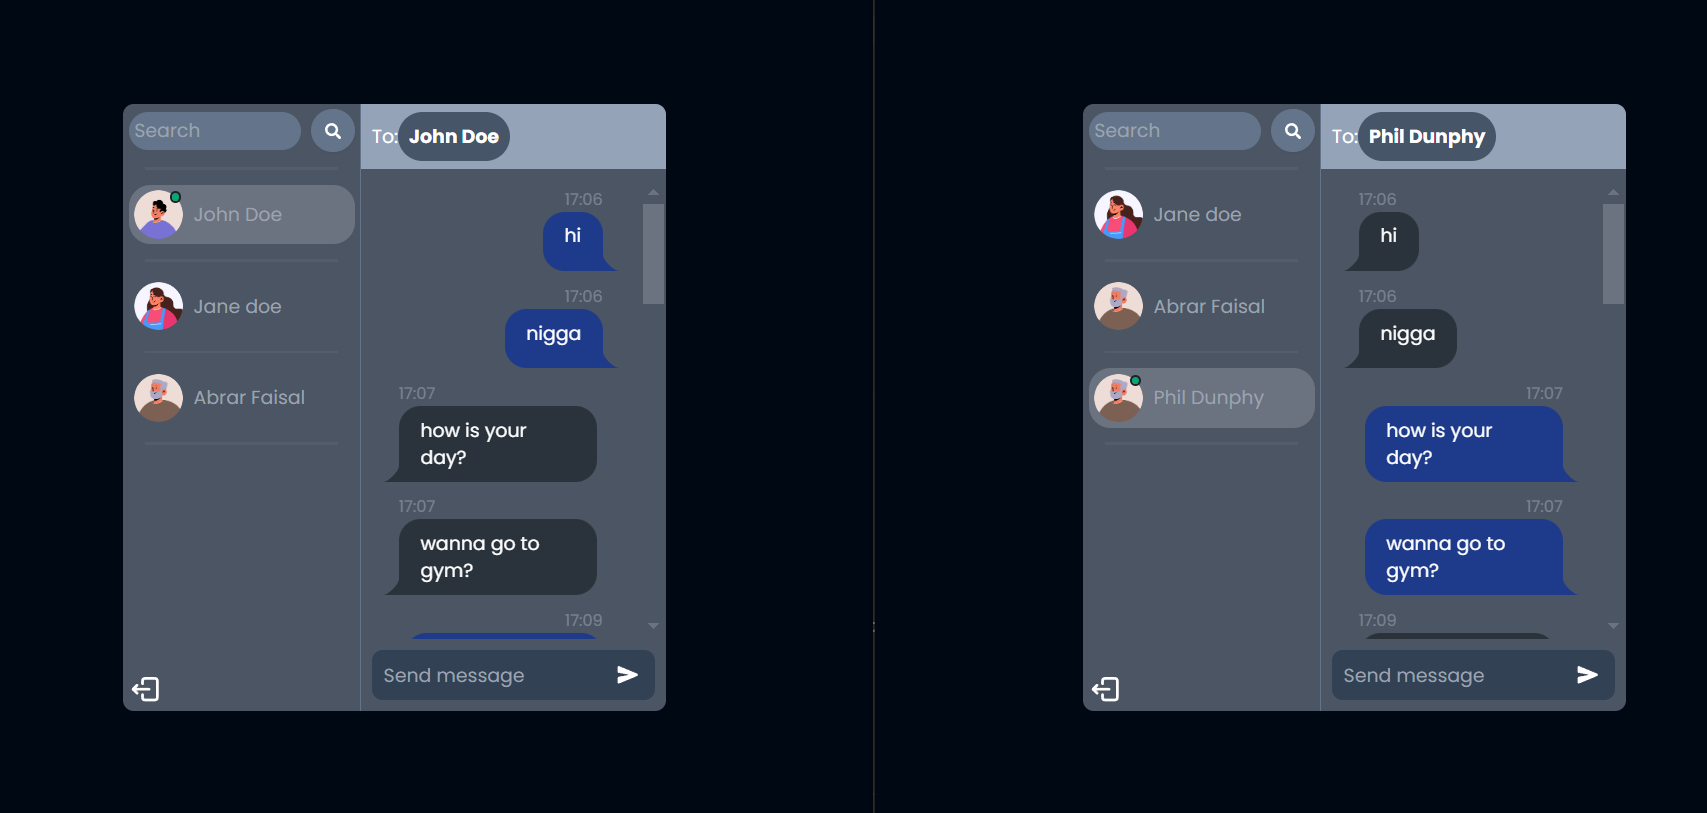 Search
To: John Doe
John Doe
Jane doe
Abrar Faisal
17:06
hi
17:06
nigga
17:07
how is your
day?
17:07
wanna go to
gym?
17:09
Send message
Search
To: Phil Dunphy
Jane doe
Abrar Faisal
Phil Dunphy
17:06
hi
17:06
nigga
17:07
how is your
day?
17:07
wanna go to
gym?
17:09
Send message